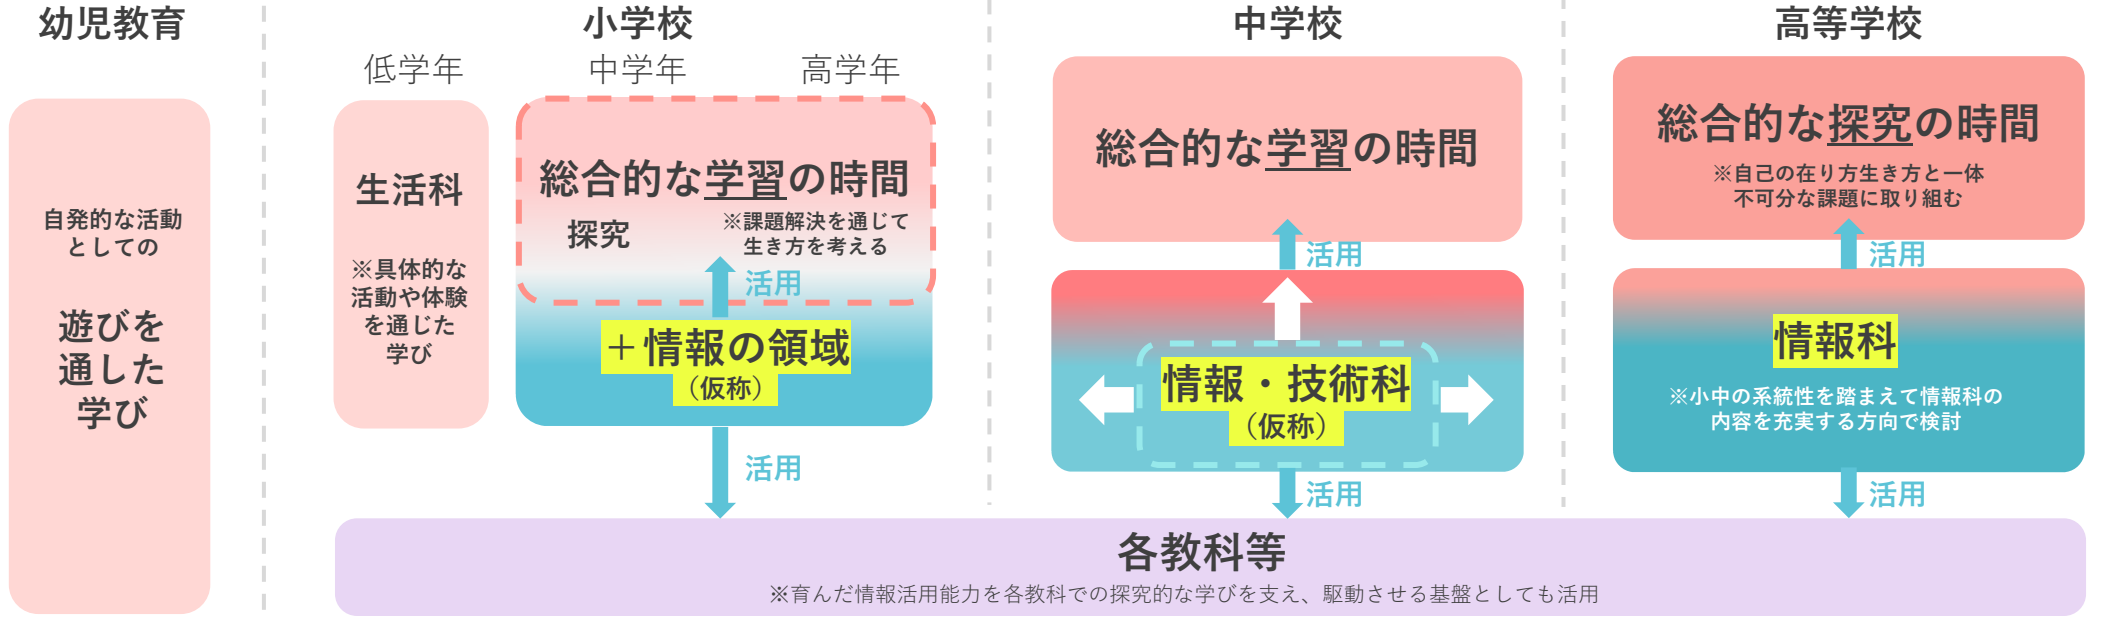 幼児教育
自発的な活動
としての
遊びを
通した
学び
小学校
低学年
中学年
高学年
生活科
※具体的な
活動や体験
を通じた
学び
総合的な学習の時間
探究
※課題解決を通じて
生き方を考える
活用
＋情報の領域
（仮称）
活用
中学校
総合的な学習の時間
活用
情報・技術科
（仮称）
活用
高等学校
総合的な探究の時間
※自己の在り方生き方と一体
不可分な課題に取り組む
活用
情報科
※小中の系統性を踏まえて情報科の
内容を充実する方向で検討
活用
各教科等
※育んだ情報活用能力を各教科での探究的な学びを支え、駆動させる基盤としても活用